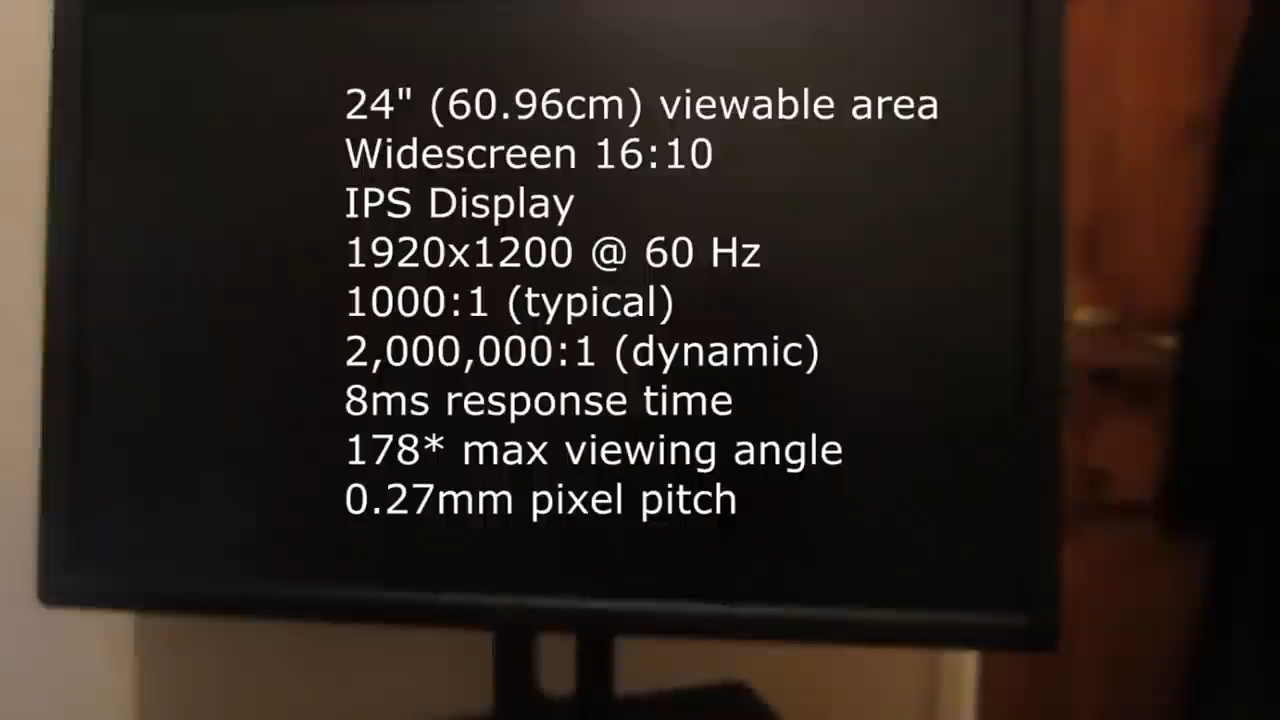 24" (60.96cm) viewable area
Widescreen 16:10
IPS Display
1920x1200 @ 60 Hz
1000:1 (typical)
2,000,000:1 (dynamic)
8ms response time
178* max viewing angle
0.27mm pixel pitch